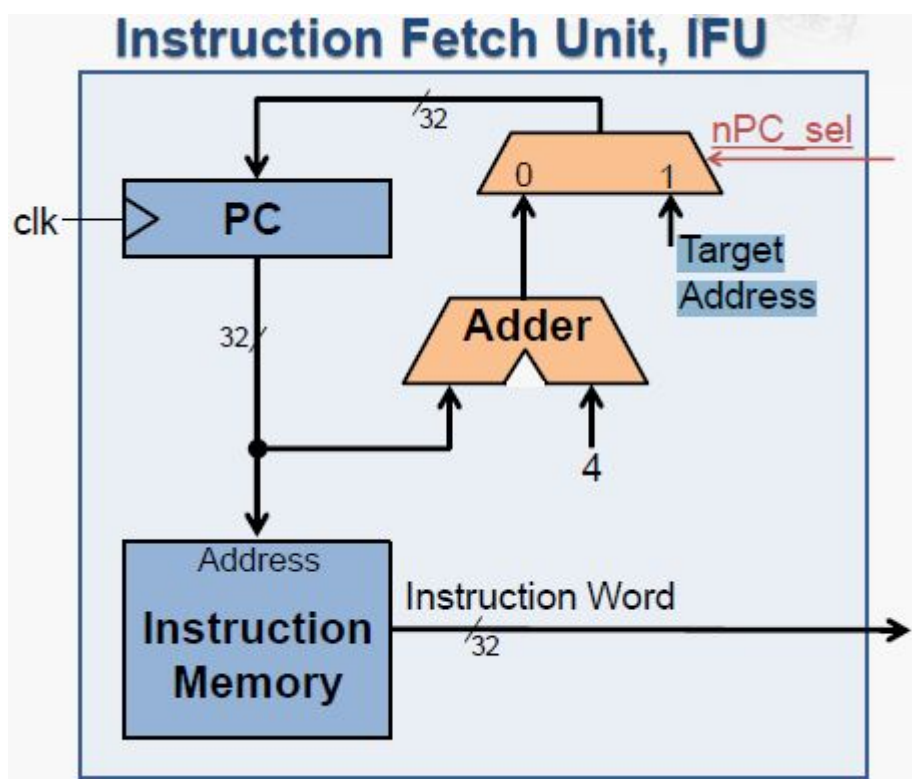 Instruction Fetch Unit, IFU
32
nPC_sel
0 1
clk
PC
Target
Address
32
Adder
4
Address
Instruction
Memory
Instruction Word
32